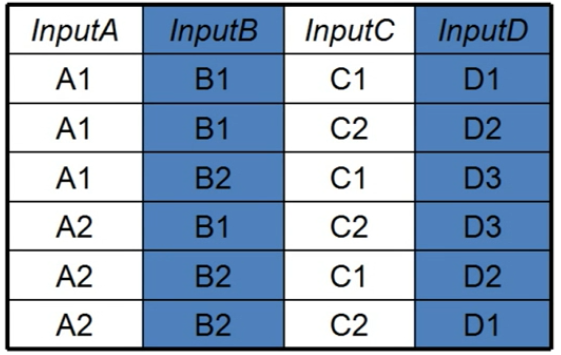 InputA InputB InputC InputD
A1 B1 C1 D1
A1 B1 C2 D2
A1 B2 C1 D3
A2 B1 C2 D3
A2 B2 C1 D2
A2 B2 C2 D1